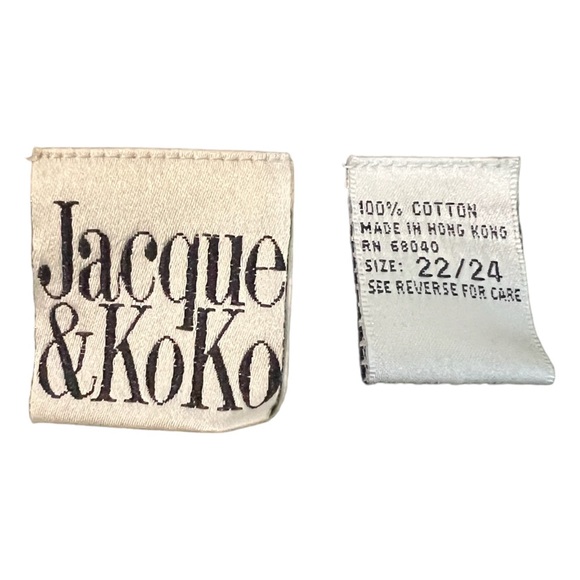 Jacque
&KoKo
100% COTTON
MADE IN HONG KONG
RN 68040
SIZE: 22/24
SEE REVERSE FOR CARE